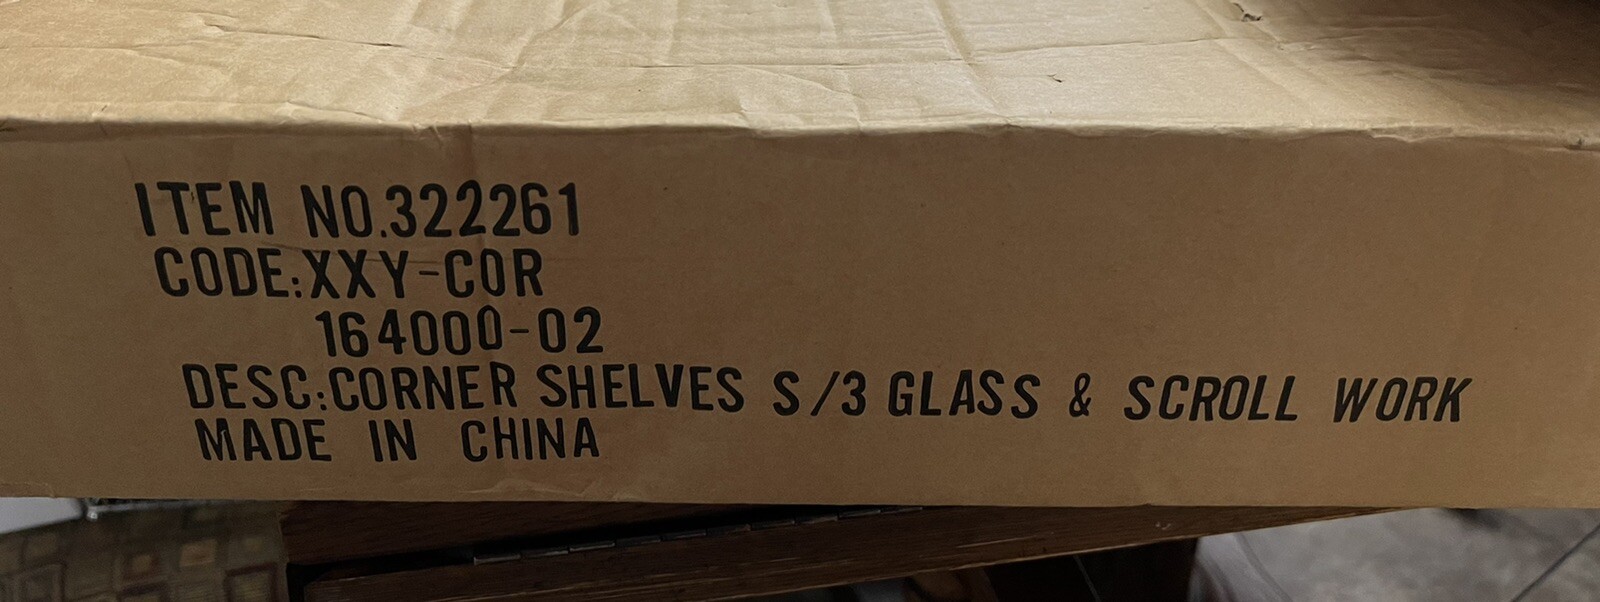 ITEM NO.322261
CODE:XXY-COR
164000-02
DESC:CORNER SHELVES S/3 GLASS & SCROLL WORK
MADE IN CHINA